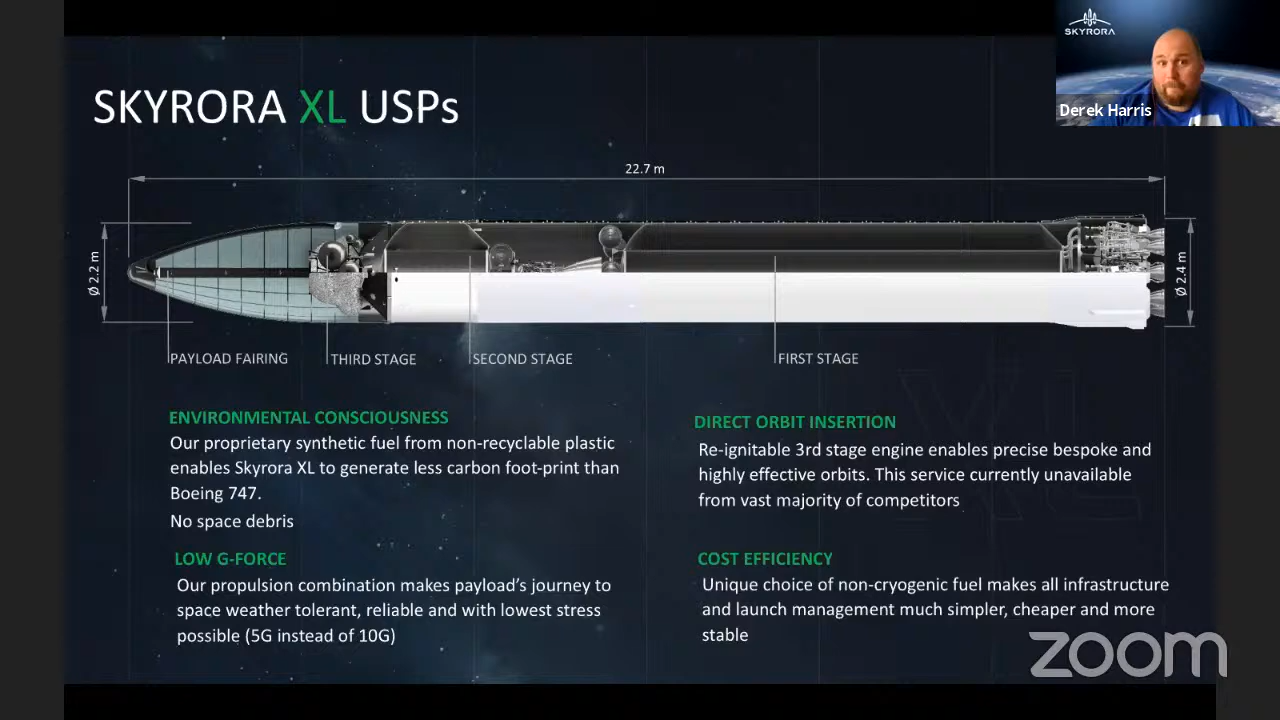 SKYRORA
Derek Harris
SKYRORA XL USPs
22.7 m
Ø 2.2 m
Ø 2.4 m
PAYLOAD FAIRING
THIRD STAGE
SECOND STAGE
FIRST STAGE
ENVIRONMENTAL CONSCIOUSNESS
Our proprietary synthetic fuel from non-recyclable plastic
enables Skyrora XL to generate less carbon foot-print than
Boeing 747.
No space debris
LOW G-FORCE
Our propulsion combination makes payload's journey to
space weather tolerant, reliable and with lowest stress
possible (5G instead of 10G)
DIRECT ORBIT INSERTION
Re-ignitable 3rd stage engine enables precise bespoke and
highly effective orbits. This service currently unavailable
from vast majority of competitors
COST EFFICIENCY
Unique choice of non-cryogenic fuel makes all infrastructure
and launch management much simpler, cheaper and more
stable
XL
zoom